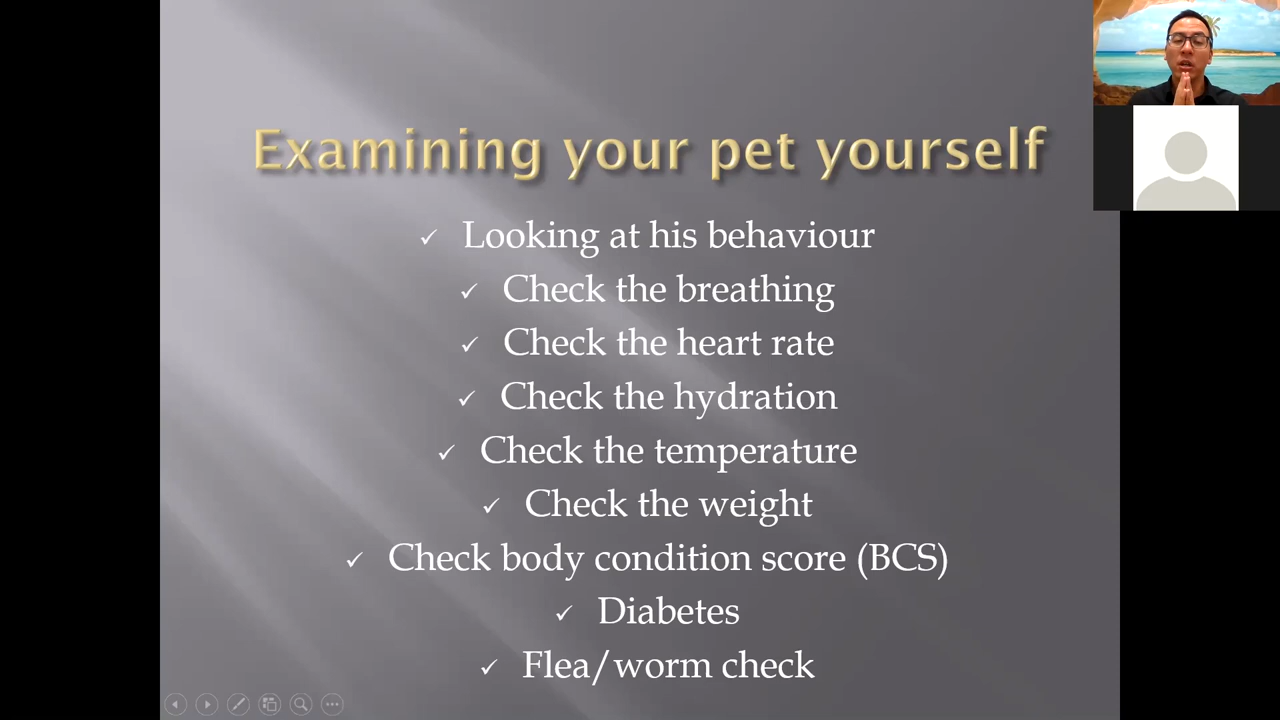 Examining your pet yourself
✓ Looking at his behaviour
✓ Check the breathing
✓ Check the heart rate
✓ Check the hydration
✓ Check the temperature
✓ Check the weight
✓ Check body condition score (BCS)
✓ Diabetes
✓ Flea/worm check